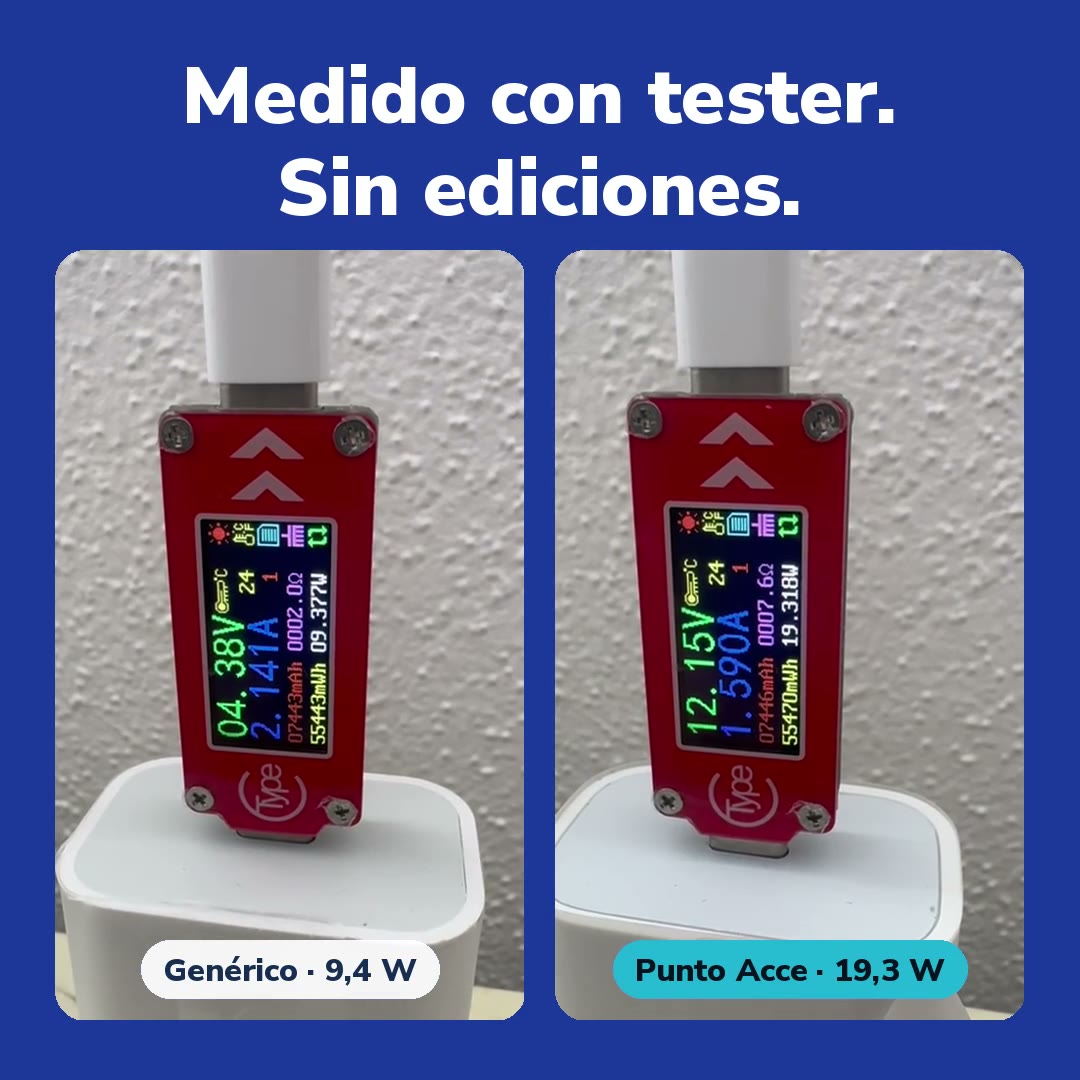 Medido con tester.
Sin ediciones.
04.38V
°C
24
2.141A
1
07443mAh 0002.0Ω
55443mWh 09.377W
Type
Genérico · 9,4 W
12.15V
°C
24
1.590A
1
07446mAh 0007.6Ω
55470mWh 19.318W
Type
Punto Acce · 19,3 W